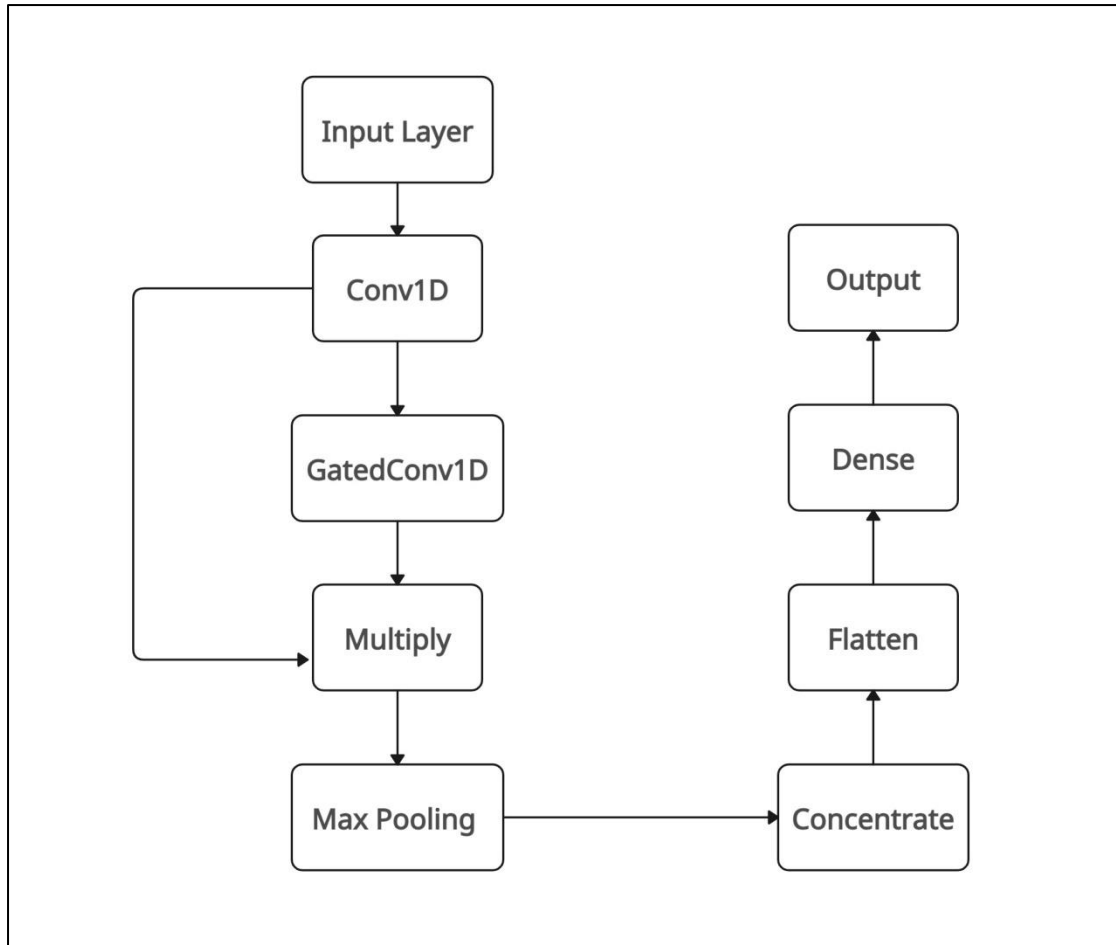 Input Layer
Conv1D
GatedConv1D
Multiply
Max Pooling
Concentrate
Flatten
Dense
Output